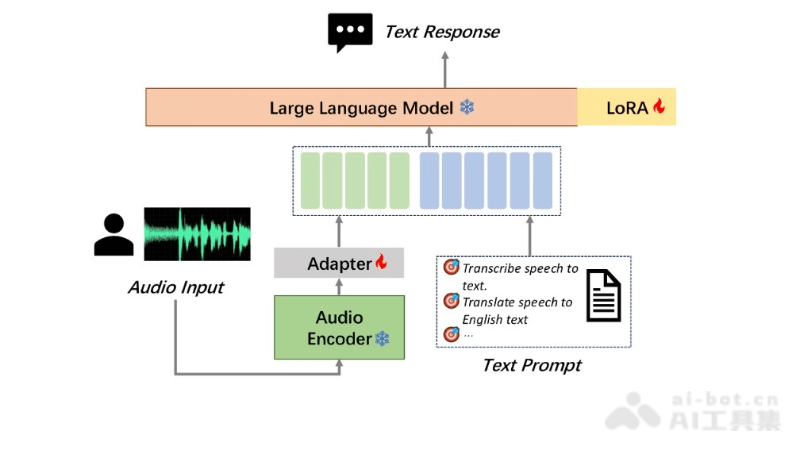 Text Response
Large Language Model
LoRA
Audio Input
Adapter
Audio
Encoder
Transcribe speech to
text.
Translate speech to
English text
...
Text Prompt
ai-bot.cn
AI工具集